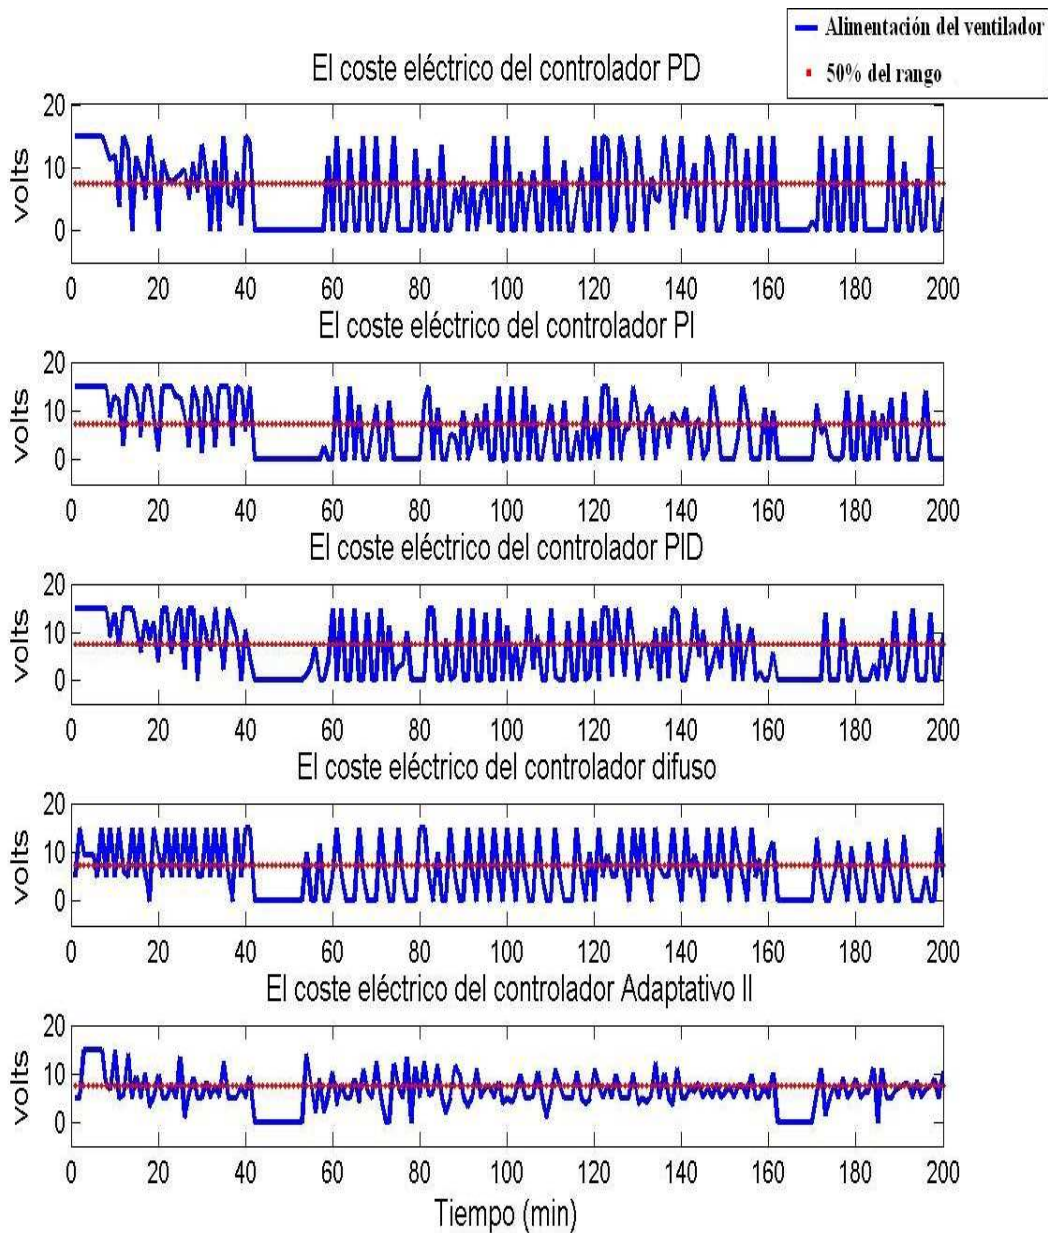 Alimentación del ventilador
50% del rango
El coste eléctrico del controlador PD
20
10
0
volts
0 20 40 60 80 100 120 140 160 180 200
El coste eléctrico del controlador PI
20
10
0
volts
0 20 40 60 80 100 120 140 160 180 200
El coste eléctrico del controlador PID
20
10
0
volts
0 20 40 60 80 100 120 140 160 180 200
El coste eléctrico del controlador difuso
20
10
0
volts
0 20 40 60 80 100 120 140 160 180 200
El coste eléctrico del controlador Adaptativo II
20
10
0
volts
0 20 40 60 80 100 120 140 160 180 200
Tiempo (min)